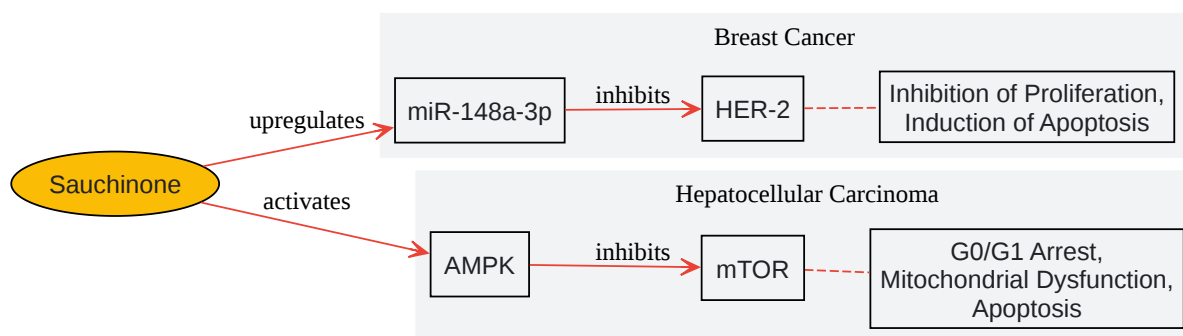 Breast Cancer
miR-148a-3p
inhibits
HER-2
Inhibition of Proliferation,
Induction of Apoptosis
upregulates
Sauchinone
activates
Hepatocellular Carcinoma
AMPK
inhibits
mTOR
G0/G1 Arrest,
Mitochondrial Dysfunction,
Apoptosis